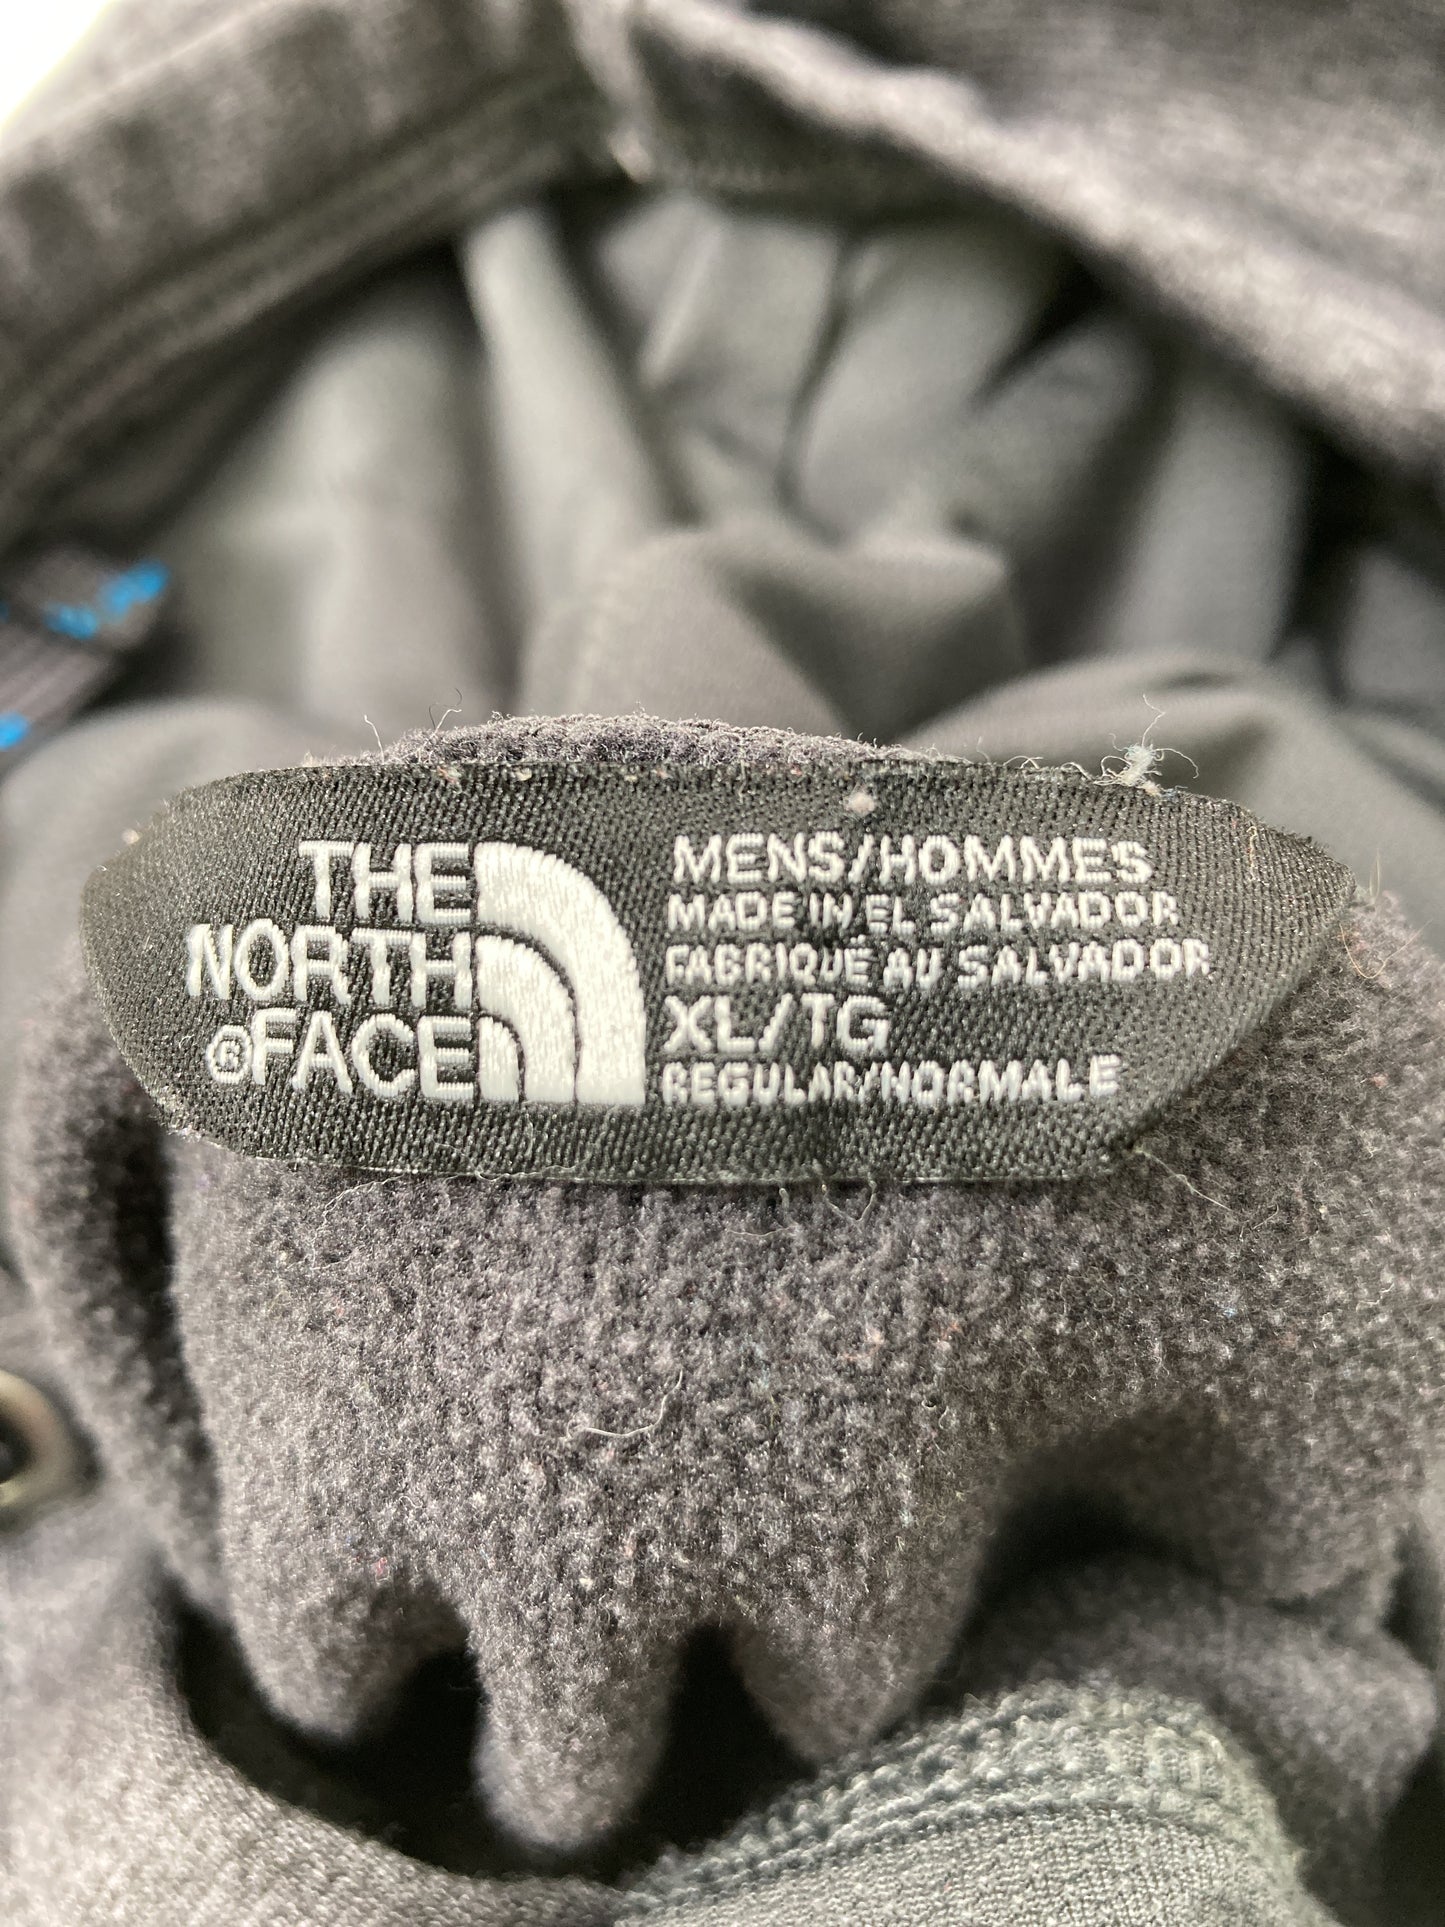 THE
NORTH
®FACE
MENS/HOMMES
MADE IN EL SALVADOR
FABRIQUÉ AU SALVADOR
XL/TG
REGULAR/NORMALE